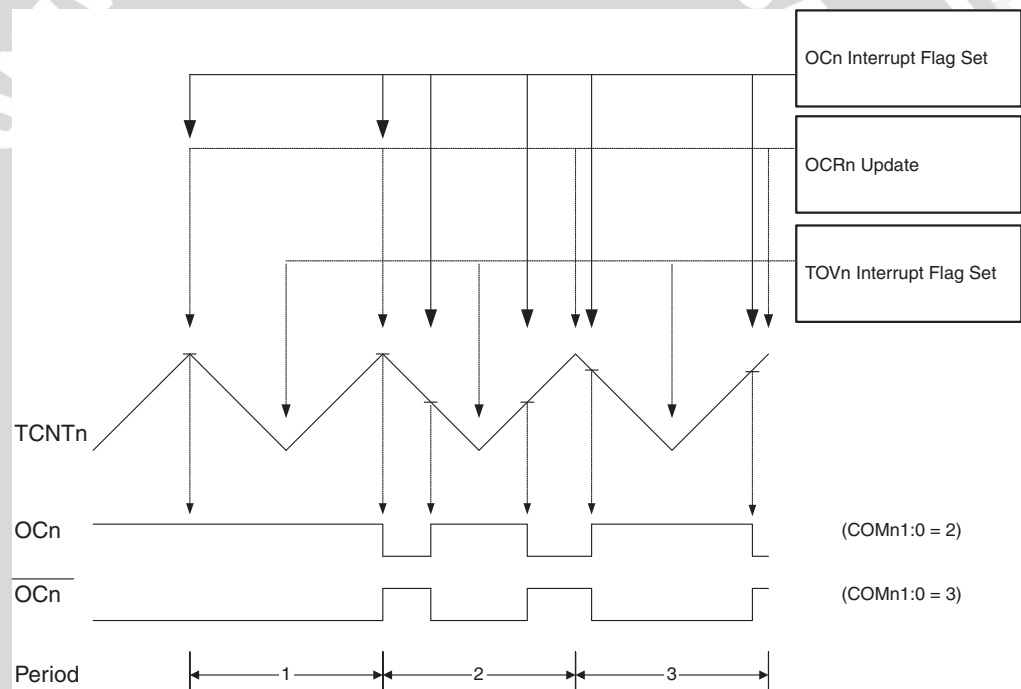 OCn Interrupt Flag Set
OCRn Update
TOVn Interrupt Flag Set
TCNTn
OCn (COMn1:0 = 2)
OCn (COMn1:0 = 3)
Period 1 2 3